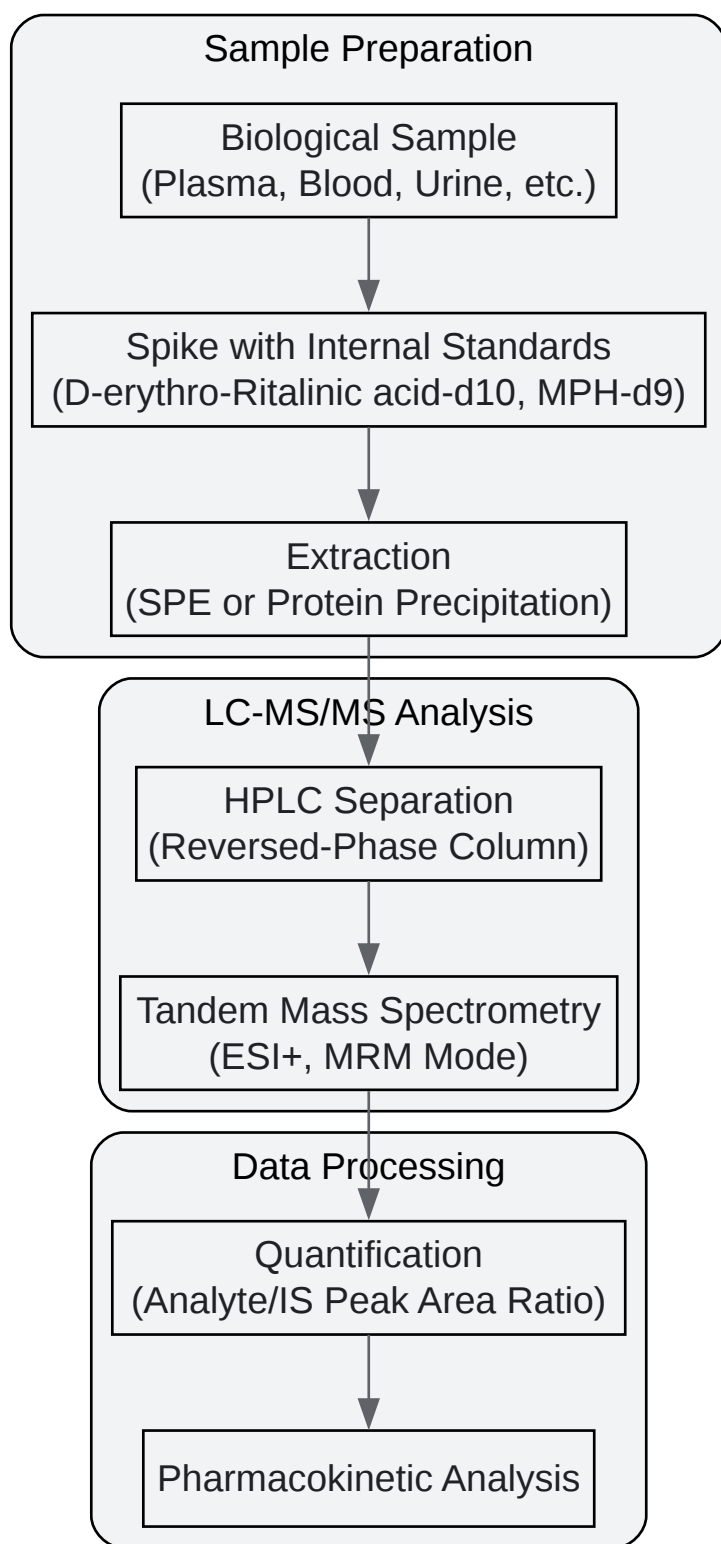 Sample Preparation
Biological Sample
(Plasma, Blood, Urine, etc.)
Spike with Internal Standards
(D-erythro-Ritalinic acid-d10, MPH-d9)
Extraction
(SPE or Protein Precipitation)
LC-MS/MS Analysis
HPLC Separation
(Reversed-Phase Column)
Tandem Mass Spectrometry
(ESI+, MRM Mode)
Data Processing
Quantification
(Analyte/IS Peak Area Ratio)
Pharmacokinetic Analysis